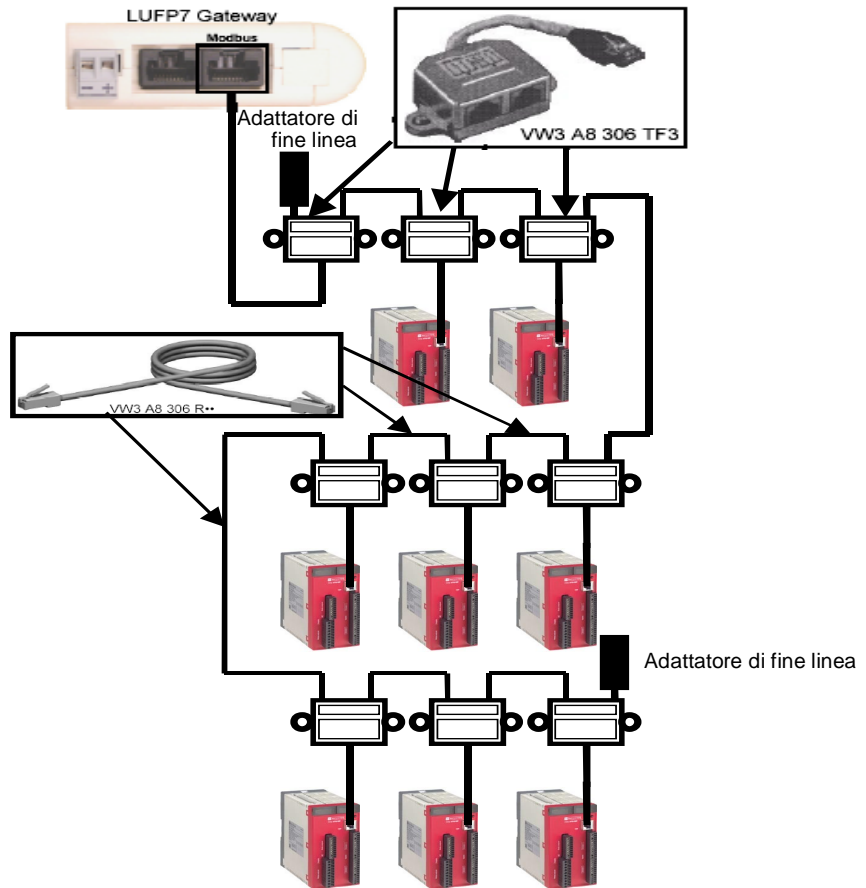 LUFP7 Gateway
Modbus
Adattatore di
fine linea
VW3 A8 306 TF3
VW3 A8 306 R••
Adattatore di fine linea